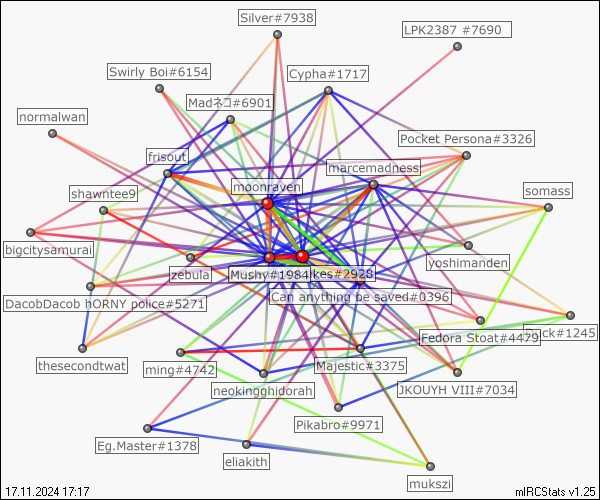 Silver#7938
LPK2387 #7690
Swirly Boi#6154
Cypha#1717
Madネコ#6901
normalwan
Pocket Persona#3326
frisout
marcemadness
moonraven
shawntee9
somass
bigcitysamurai
zebula
Mushy#1984
kes#2928
yoshimanden
Can anything be saved#0396
DacobDacob hORNY police#5271
Fedora Stoat#4479
ck#1245
thesecondtwat
ming#4742
Majestic#3375
neokingghidorah
JKOUYH VIII#7034
Pikabro#9971
Eg.Master#1378
eliakith
mukszi
17.11.2024 17:17
mIRCStats v1.25